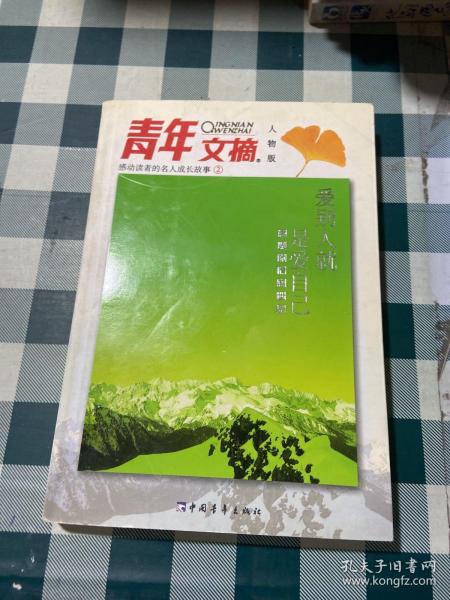 QINGNIAN
WENZHAI
青年文摘®
人物版
感动读者的名人成长故事②
爱别人就
是爱自己
中国青年出版社
孔夫子旧书网
www.kongfz.com